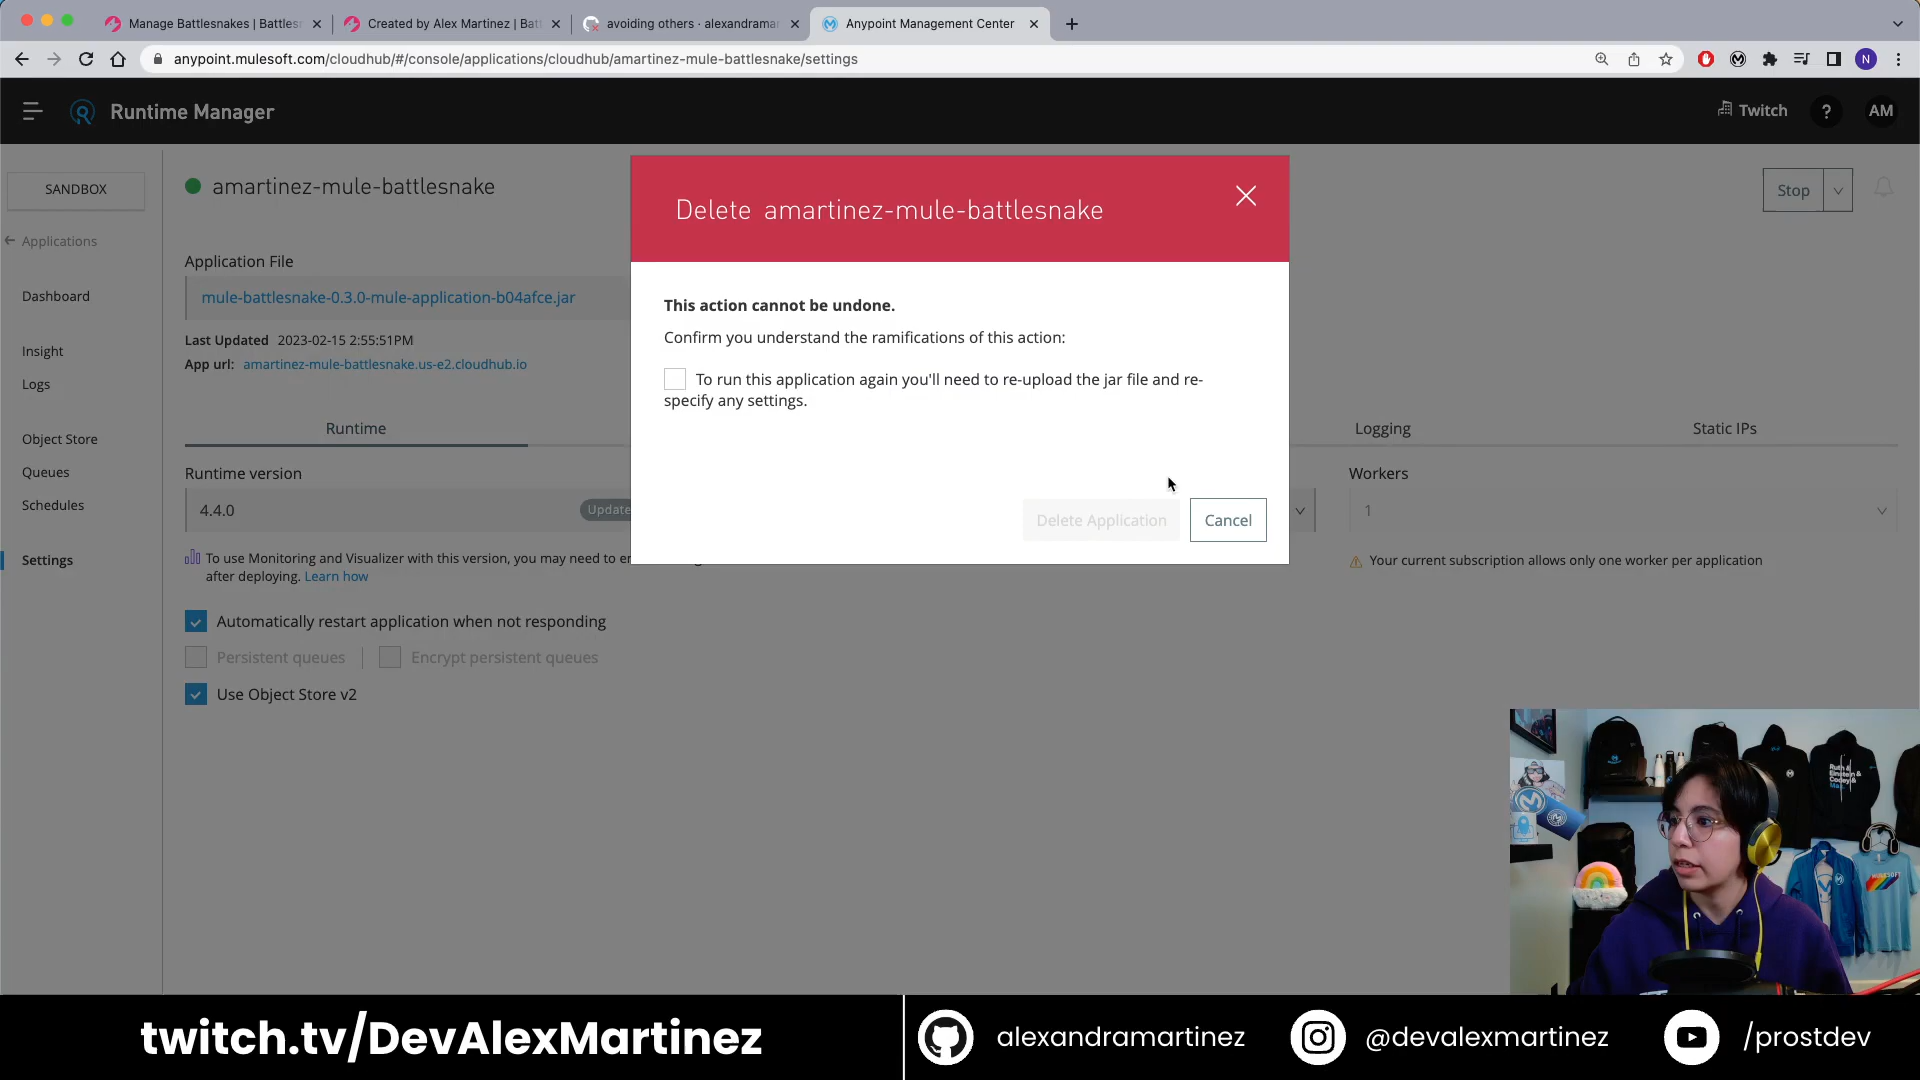 Manage Battlesnakes | Battles
Created by Alex Martinez | Bat
avoiding others · alexandramar
Anypoint Management Center
anypoint.mulesoft.com/cloudhub/#/console/applications/cloudhub/amartinez-mule-battlesnake/settings
N
Runtime Manager
Twitch
?
AM
SANDBOX
Applications
Dashboard
Insight
Logs
Object Store
Queues
Schedules
Settings
amartinez-mule-battlesnake
Stop
Application File
mule-battlesnake-0.3.0-mule-application-b04afce.jar
Last Updated 2023-02-15 2:55:51PM
App url: amartinez-mule-battlesnake.us-e2.cloudhub.io
Runtime
Logging
Static IPs
Runtime version
Workers
4.4.0
Update
1
To use Monitoring and Visualizer with this version, you may need to en
after deploying. Learn how
Your current subscription allows only one worker per application
Automatically restart application when not responding
Persistent queues
Encrypt persistent queues
Use Object Store v2
Delete amartinez-mule-battlesnake
This action cannot be undone.
Confirm you understand the ramifications of this action:
To run this application again you'll need to re-upload the jar file and re-
specify any settings.
Delete Application
Cancel
twitch.tv/DevAlexMartinez
alexandramartinez
@devalexmartinez
/prostdev